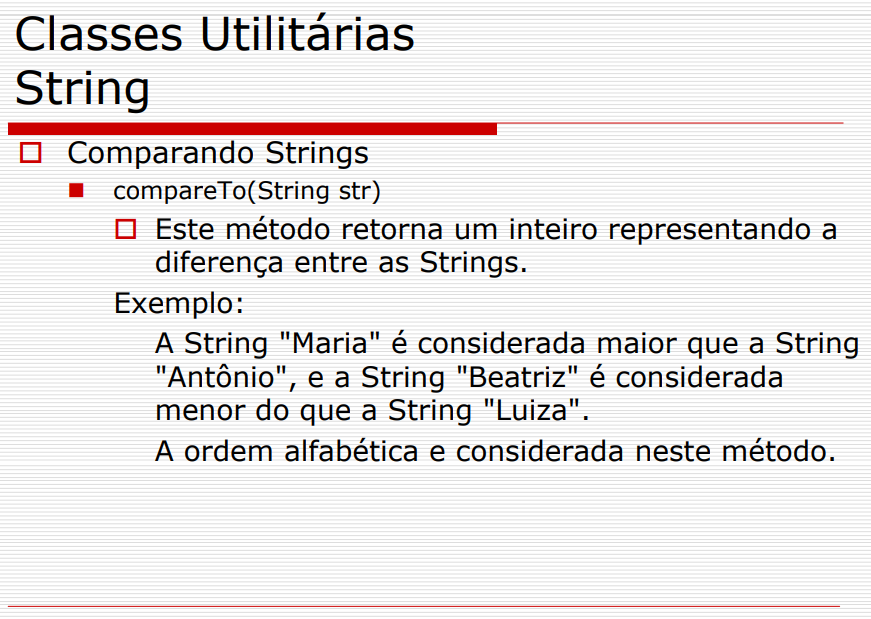 Classes Utilitárias
String
Comparando Strings
compareTo(String str)
Este método retorna um inteiro representando a
diferença entre as Strings.
Exemplo:
A String "Maria" é considerada maior que a String
"Antônio", e a String "Beatriz" é considerada
menor do que a String "Luiza".
A ordem alfabética e considerada neste método.